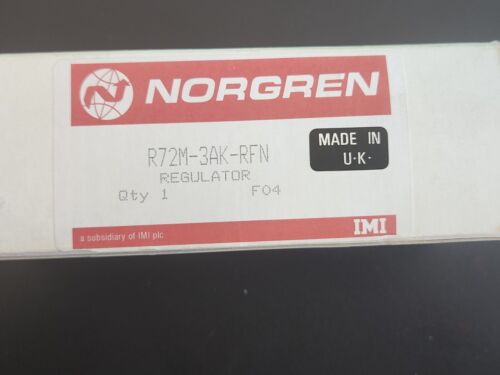 NORGREN
R72M-3AK-RFN
REGULATOR
Qty 1 F04
MADE IN
U·K·
a subsidiary of IMI plc
IMI